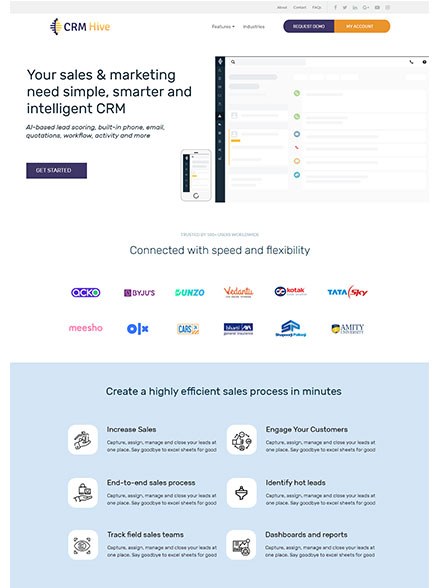 About Contact FAQs
CRM Hive
Features Industries REQUEST DEMO MY ACCOUNT
Your sales & marketing
need simple, smarter and
intelligent CRM
AI-based lead scoring, built-in phone, email,
quotations, workflow, activity and more
GET STARTED
Connected with speed and flexibility
acko BYJU'S DUNZO Vedantu kotak TATA Sky
meesho olx CARS24 bharti AXA general insurance Shapoorji Pallonji AMITY UNIVERSITY
Create a highly efficient sales process in minutes
Increase Sales
Capture, assign, manage and close your leads at
one place. Say goodbye to excel sheets for good
Engage Your Customers
Capture, assign, manage and close your leads at
one place. Say goodbye to excel sheets for good
End-to-end sales process
Capture, assign, manage and close your leads at
one place. Say goodbye to excel sheets for good
Identify hot leads
Capture, assign, manage and close your leads at
one place. Say goodbye to excel sheets for good
Track field sales teams
Capture, assign, manage and close your leads at
one place. Say goodbye to excel sheets for good
Dashboards and reports
Capture, assign, manage and close your leads at
one place. Say goodbye to excel sheets for good